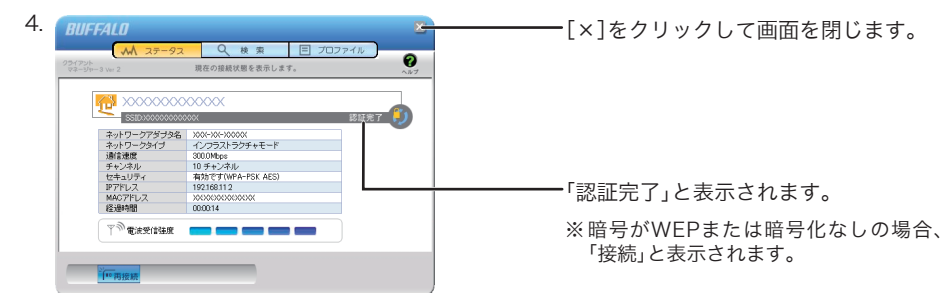 4.
BUFFALO
[×]をクリックして画面を閉じます。
ステータス 検索 プロファイル
クライアント
マネージャー3 Ver 2
現在の接続状態を表示します。
ヘルプ
XXXXXXXXXXXXX
SSID:XXXXXXXXXXXX 認証完了
ネットワークアダプタ名 XXX-XX-XXXXX
ネットワークタイプ インフラストラクチャモード
通信速度 300.0Mbps
チャンネル 10 チャンネル
セキュリティ 有効です(WPA-PSK AES)
IPアドレス 192.168.11.2
MACアドレス XXXXXXXXXXXX
経過時間 00:00:14
電波受信強度
再接続
「認証完了」と表示されます。
※暗号がWEPまたは暗号化なしの場合、
「接続」と表示されます。